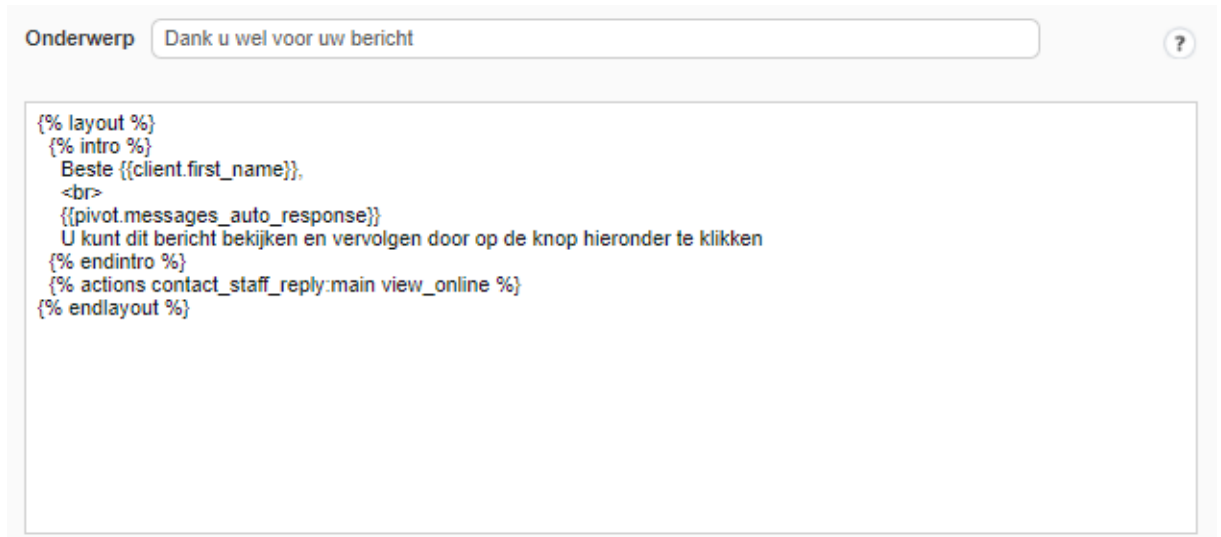 Onderwerp Dank u wel voor uw bericht ?
{% layout %}
{% intro %}
Beste {{client.first_name}},
<br>
{{pivot.messages_auto_response}}
U kunt dit bericht bekijken en vervolgen door op de knop hieronder te klikken
{% endintro %}
{% actions contact_staff_reply:main view_online %}
{% endlayout %}